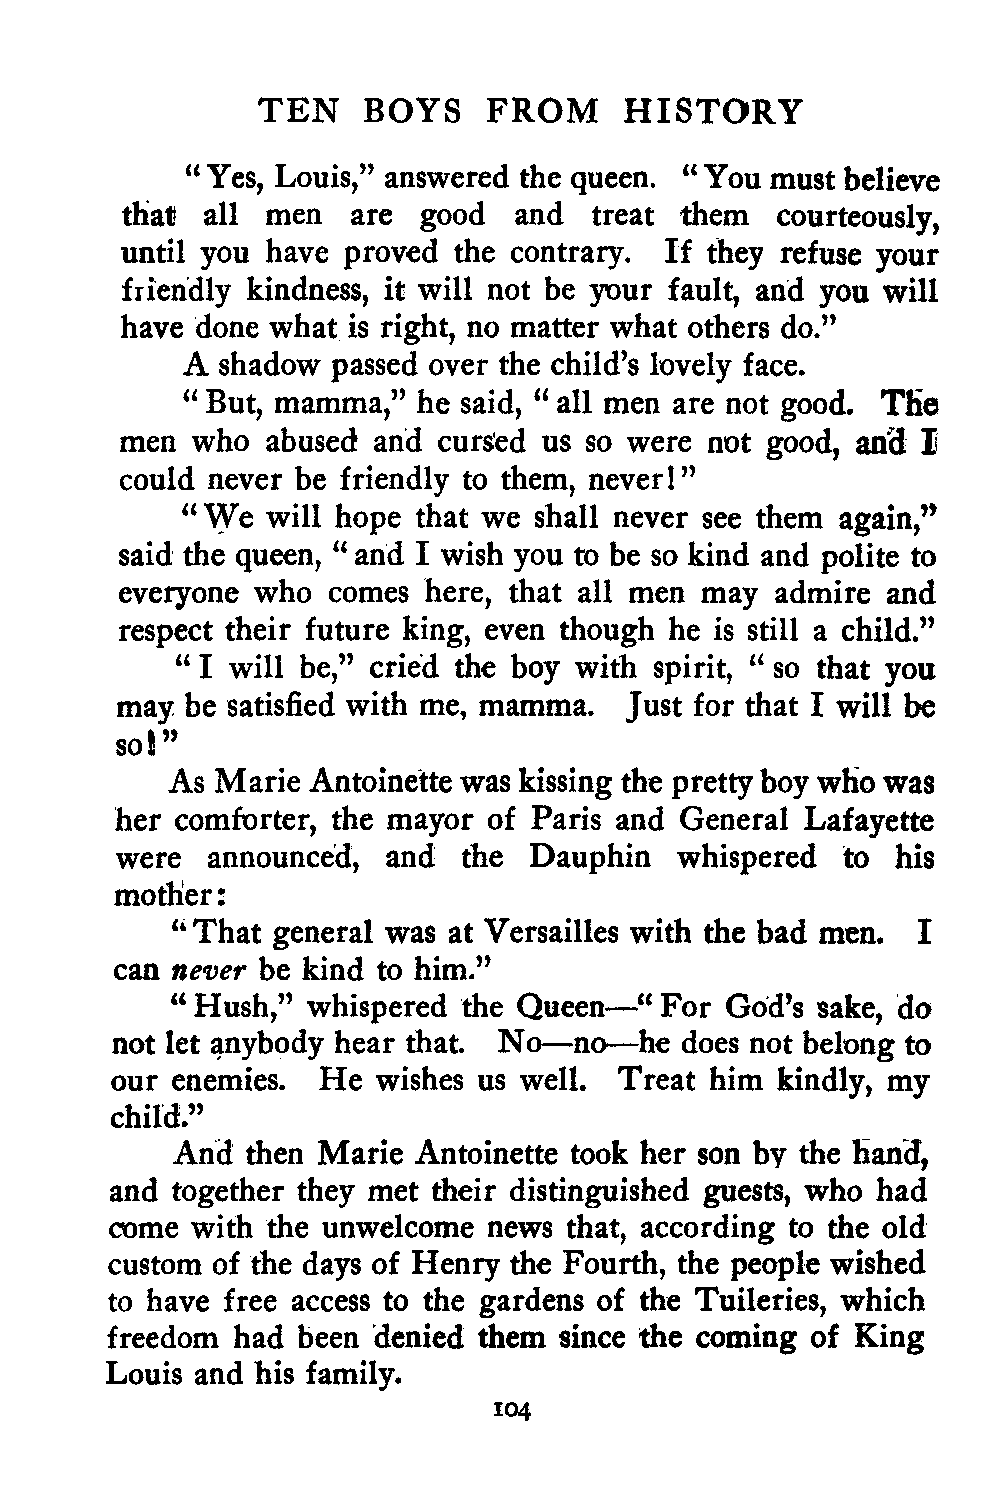 TEN BOYS FROM HISTORY
“Yes, Louis,” answered the queen. “You must believe
that all men are good and treat them courteously,
until you have proved the contrary. If they refuse your
friendly kindness, it will not be your fault, and you will
have done what is right, no matter what others do.”
A shadow passed over the child’s lovely face.
“But, mamma,” he said, “all men are not good. The
men who abused and cursed us so were not good, and I
could never be friendly to them, never!”
“We will hope that we shall never see them again,”
said the queen, “and I wish you to be so kind and polite to
everyone who comes here, that all men may admire and
respect their future king, even though he is still a child.”
“I will be,” cried the boy with spirit, “so that you
may be satisfied with me, mamma. Just for that I will be
so!”
As Marie Antoinette was kissing the pretty boy who was
her comforter, the mayor of Paris and General Lafayette
were announced, and the Dauphin whispered to his
mother:
“That general was at Versailles with the bad men. I
can never be kind to him.”
“Hush,” whispered the Queen—“For God’s sake, do
not let anybody hear that. No—no—he does not belong to
our enemies. He wishes us well. Treat him kindly, my
child.”
And then Marie Antoinette took her son by the hand,
and together they met their distinguished guests, who had
come with the unwelcome news that, according to the old
custom of the days of Henry the Fourth, the people wished
to have free access to the gardens of the Tuileries, which
freedom had been denied them since the coming of King
Louis and his family.
104